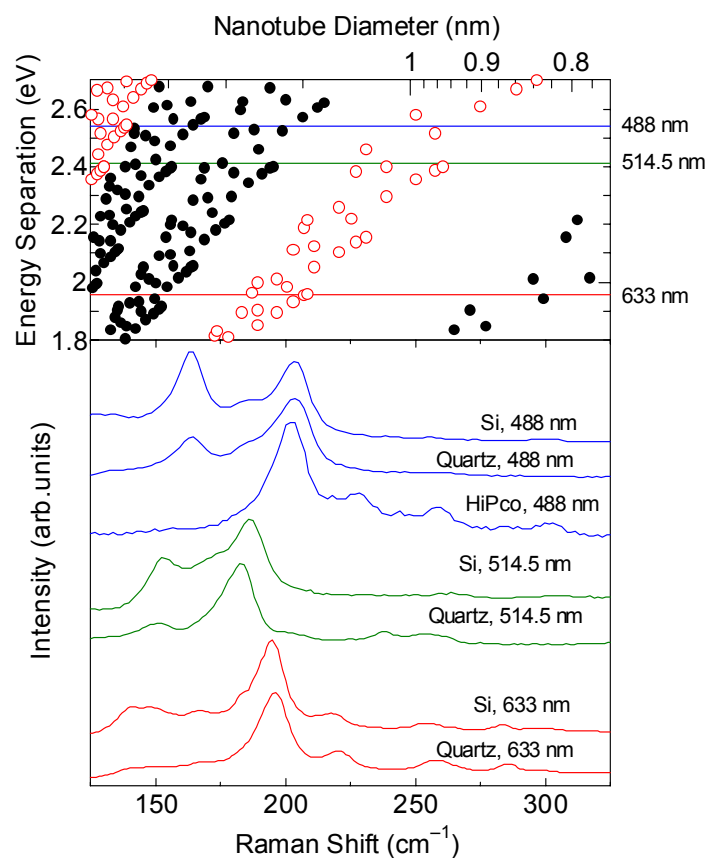 Nanotube Diameter (nm)
1 0.9 0.8
Energy Separation (eV)
2.6
2.4
2.2
2
1.8
488 nm
514.5 nm
633 nm
Intensity (arb.units)
Si, 488 nm
Quartz, 488 nm
HiPco, 488 nm
Si, 514.5 nm
Quartz, 514.5 nm
Si, 633 nm
Quartz, 633 nm
150 200 250 300
Raman Shift (cm⁻¹)